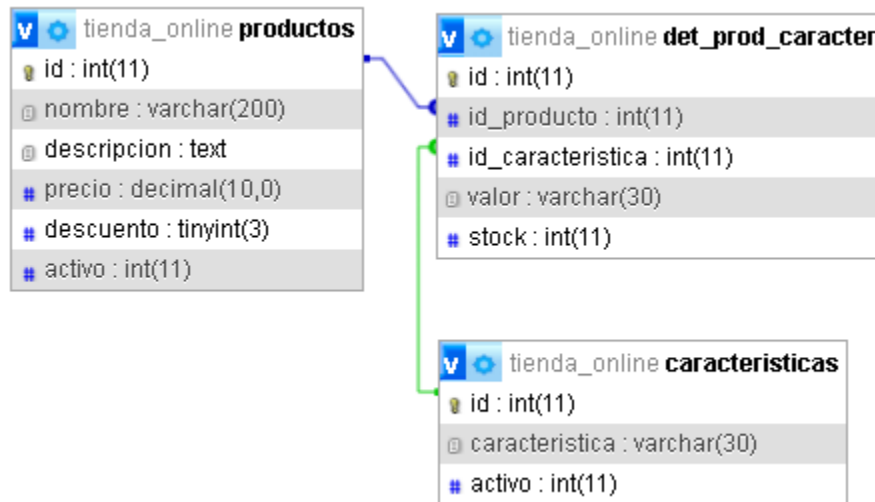 v tienda_online productos
id : int(11)
nombre : varchar(200)
descripcion : text
# precio : decimal(10,0)
# descuento : tinyint(3)
# activo : int(11)
v tienda_online det_prod_caracter
id : int(11)
# id_producto : int(11)
# id_caracteristica : int(11)
valor : varchar(30)
# stock : int(11)
v tienda_online caracteristicas
id : int(11)
caracteristica : varchar(30)
# activo : int(11)